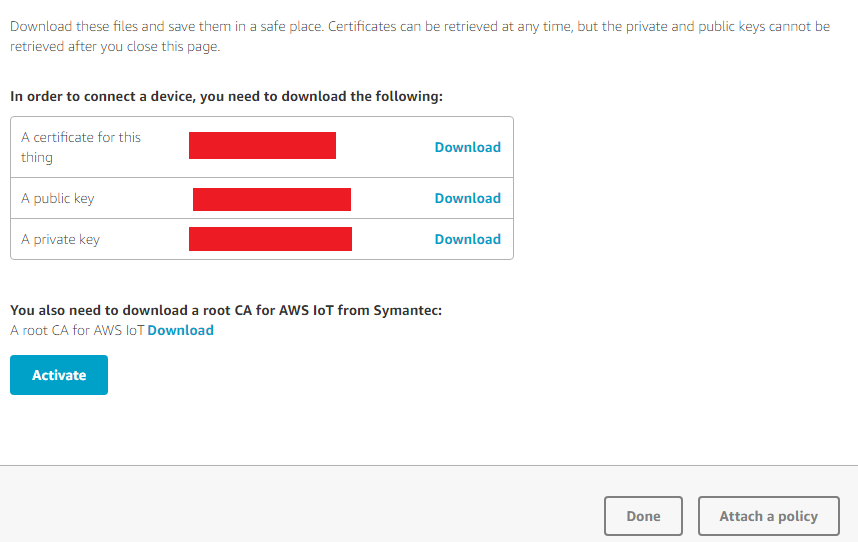 Download these files and save them in a safe place. Certificates can be retrieved at any time, but the private and public keys cannot be
retrieved after you close this page.
In order to connect a device, you need to download the following:
A certificate for this
thing
Download
A public key
Download
A private key
Download
You also need to download a root CA for AWS IoT from Symantec:
A root CA for AWS IoT Download
Activate
Done
Attach a policy